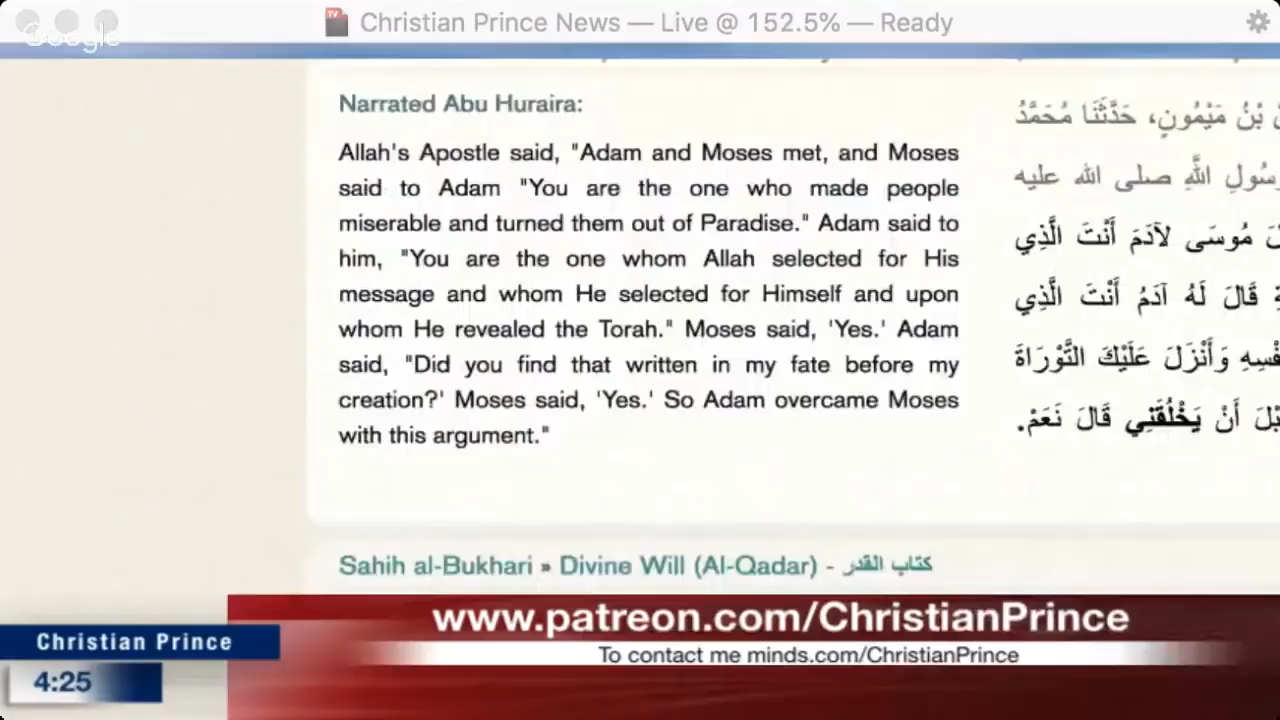 Christian Prince News — Live @ 152.5% — Ready
Google
Narrated Abu Huraira:
Allah's Apostle said, "Adam and Moses met, and Moses
said to Adam "You are the one who made people
miserable and turned them out of Paradise." Adam said to
him, "You are the one whom Allah selected for His
message and whom He selected for Himself and upon
whom He revealed the Torah." Moses said, 'Yes.' Adam
said, "Did you find that written in my fate before my
creation?' Moses said, 'Yes.' So Adam overcame Moses
with this argument."
بْنُ مَيْمُونٍ، حَدَّثَنَا مُحَمَّدُ
اللَّهِ صلى الله عليه
مُوسَى لآدَمَ أَنْتَ الَّذِي
قَالَ لَهُ آدَمُ أَنْتَ الَّذِي
وَأَنْزَلَ عَلَيْكَ التَّوْرَاةَ
أَنْ يَخْلُقَنِي قَالَ نَعَمْ.
Sahih al-Bukhari » Divine Will (Al-Qadar) - كتاب القدر
www.patreon.com/ChristianPrince
To contact me minds.com/ChristianPrince
Christian Prince
4:25